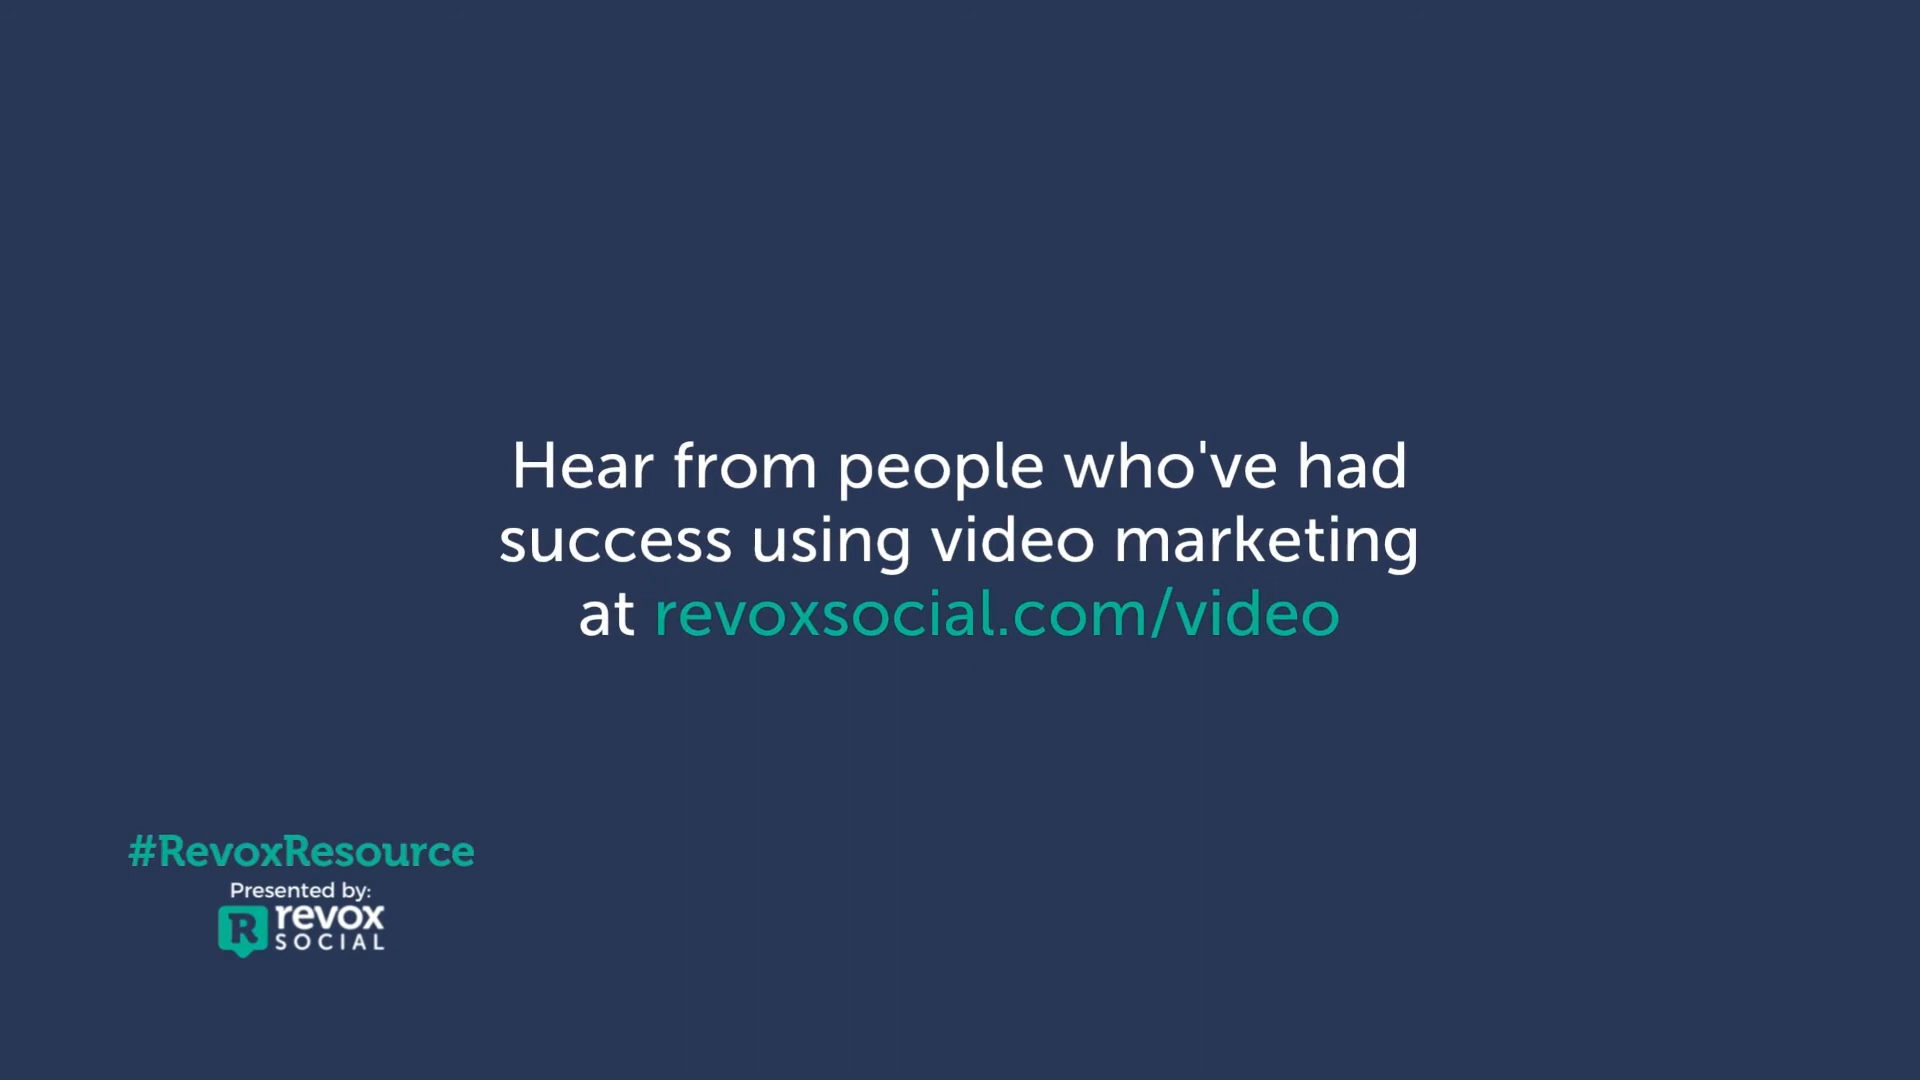 Hear from people who've had
success using video marketing
at revoxsocial.com/video
#RevoxResource
Presented by:
R revox
SOCIAL